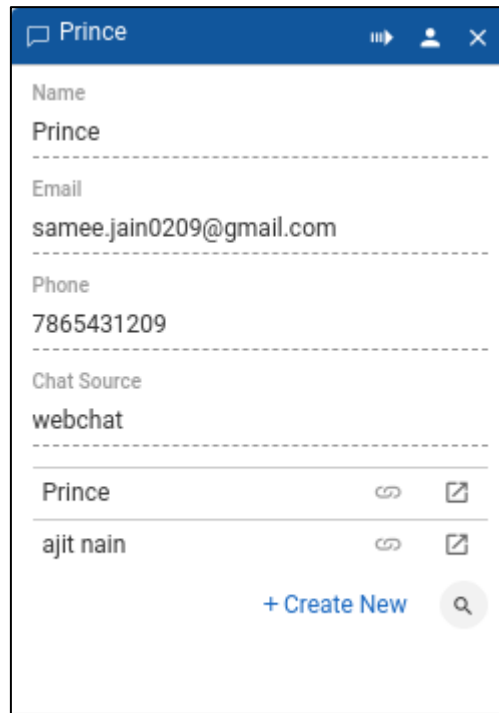 Prince
Name
Prince
Email
samee.jain0209@gmail.com
Phone
7865431209
Chat Source
webchat
Prince
ajit nain
+ Create New